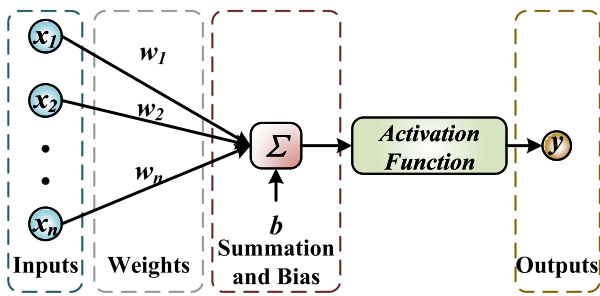 x1
w1
x2
w2
Σ
Activation
Function
y
wn
xn
b
Inputs
Weights
Summation
and Bias
Outputs